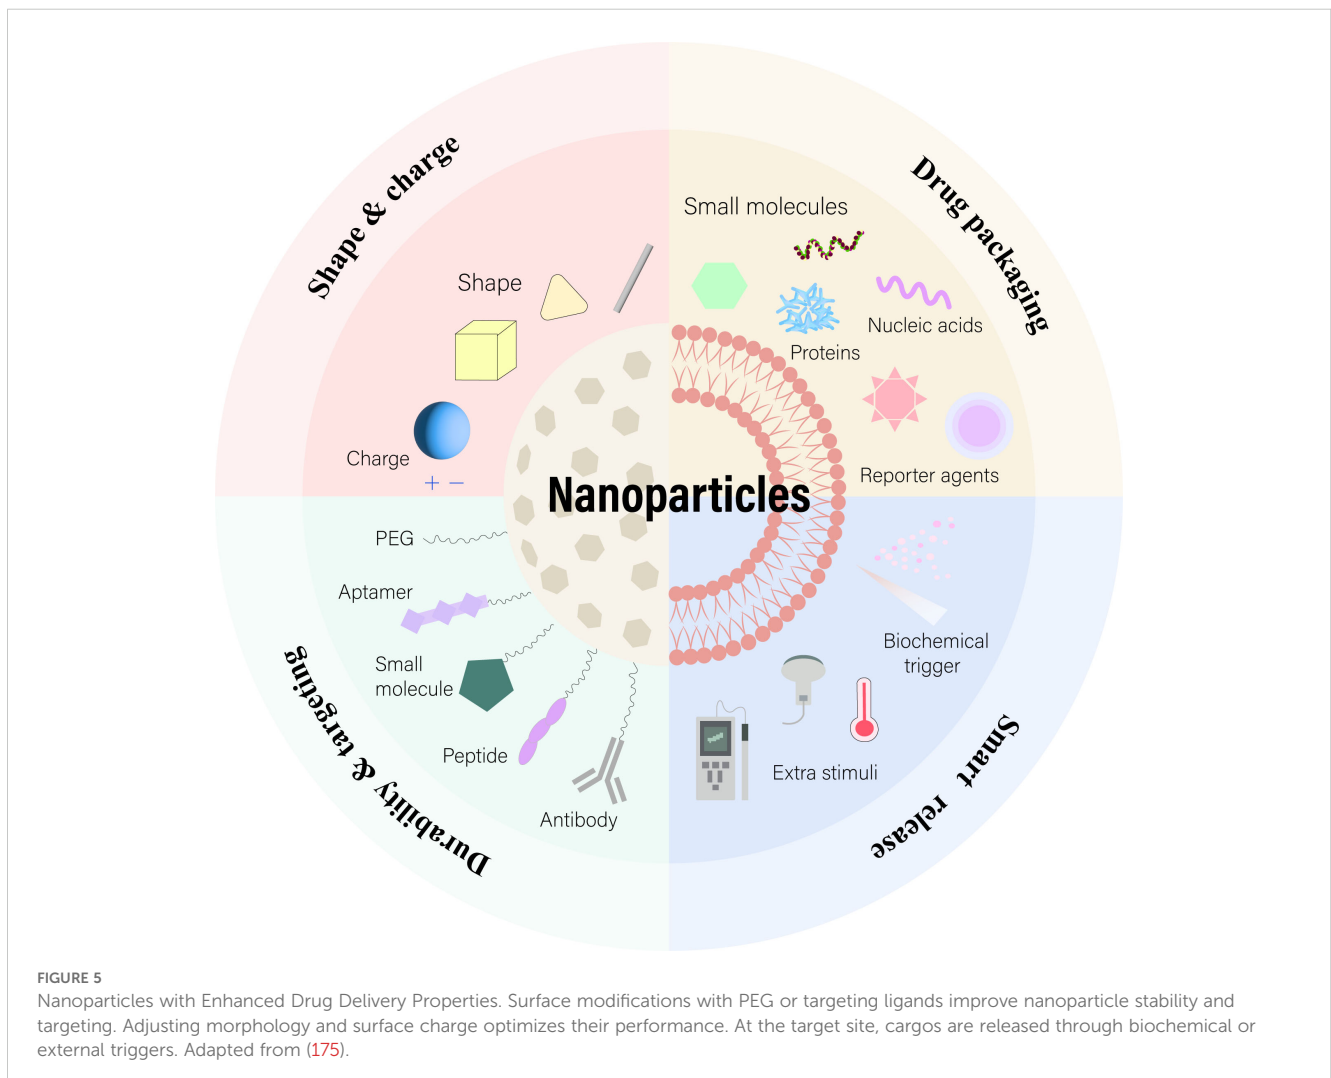 Shape & charge
Shape
Charge
+ −
Drug packaging
Small molecules
Nucleic acids
Proteins
Reporter agents
Nanoparticles
PEG
Aptamer
Small
molecule
Peptide
Antibody
Durability & targeting
Biochemical
trigger
Extra stimuli
Smart release
FIGURE 5
Nanoparticles with Enhanced Drug Delivery Properties. Surface modifications with PEG or targeting ligands improve nanoparticle stability and
targeting. Adjusting morphology and surface charge optimizes their performance. At the target site, cargos are released through biochemical or
external triggers. Adapted from (175).